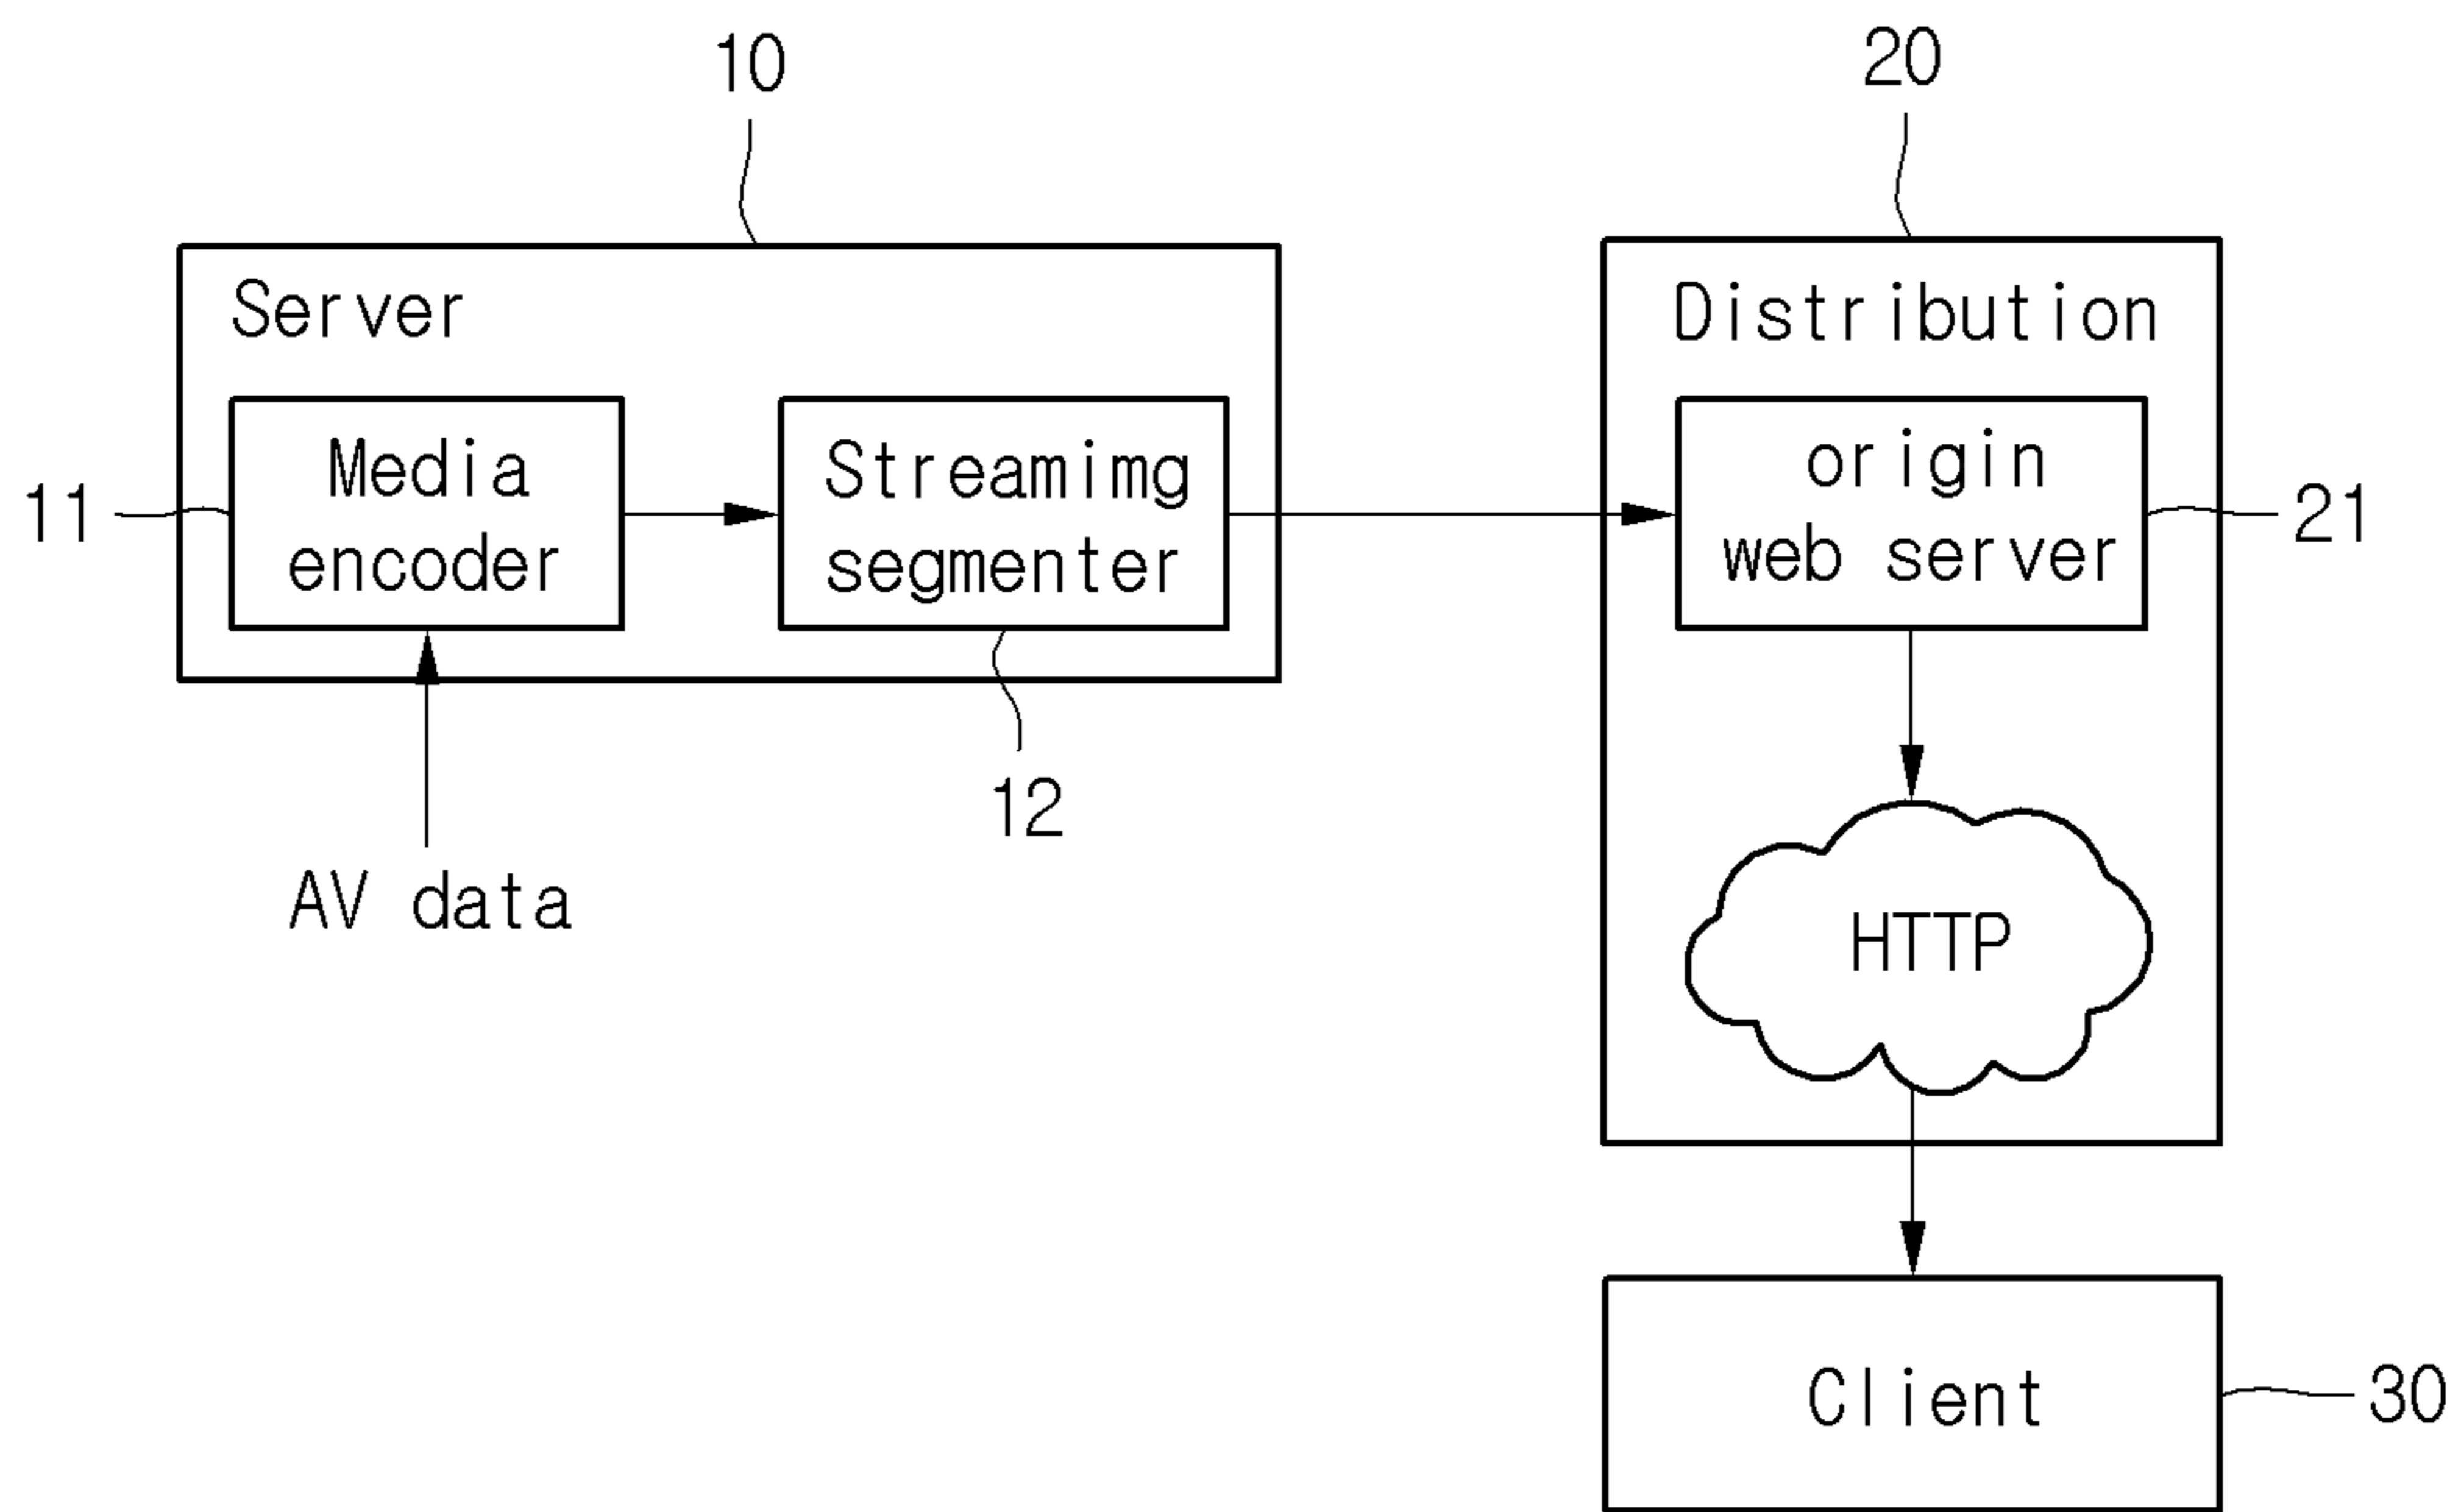 10
20
Server
Distribution
Media
encoder
Streamimg
segmenter
origin
web server
11
21
12
AV data
HTTP
Client
30